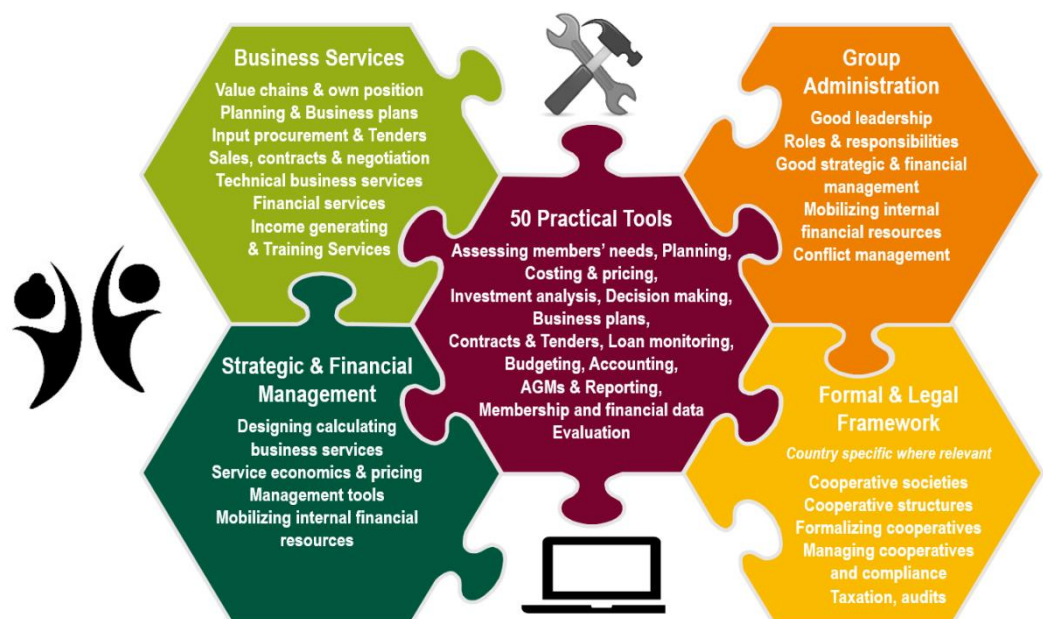 Business Services
Value chains & own position
Planning & Business plans
Input procurement & Tenders
Sales, contracts & negotiation
Technical business services
Financial services
Income generating
& Training Services
Group
Administration
Good leadership
Roles & responsibilities
Good strategic & financial
management
Mobilizing internal
financial resources
Conflict management
50 Practical Tools
Assessing members' needs, Planning,
Costing & pricing,
Investment analysis, Decision making,
Business plans,
Contracts & Tenders, Loan monitoring,
Budgeting, Accounting,
AGMs & Reporting,
Membership and financial data
Evaluation
Strategic & Financial
Management
Designing calculating
business services
Service economics & pricing
Management tools
Mobilizing internal financial
resources
Formal & Legal
Framework
Country specific where relevant
Cooperative societies
Cooperative structures
Formalizing cooperatives
Managing cooperatives
and compliance
Taxation, audits